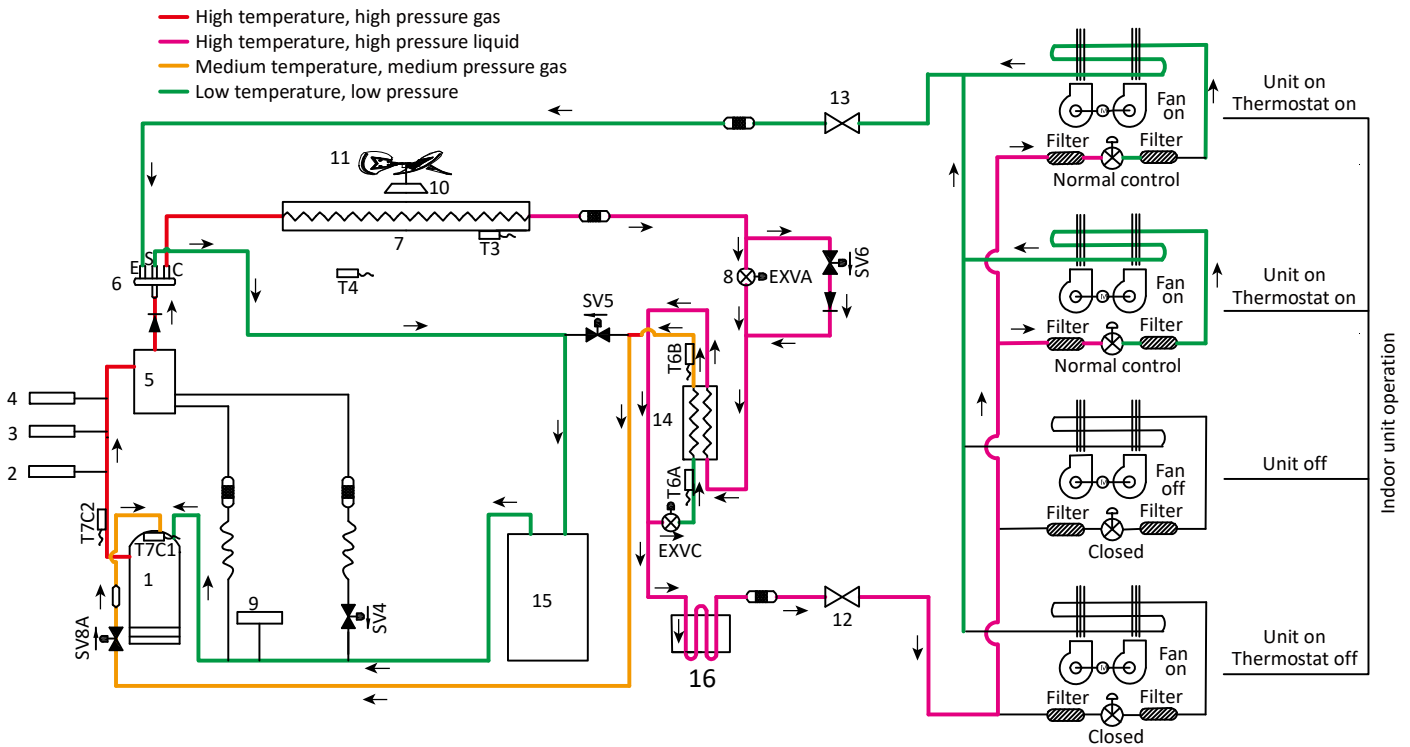 High temperature, high pressure gas
High temperature, high pressure liquid
Medium temperature, medium pressure gas
Low temperature, low pressure
13
11
10
7
T3
E
S
C
6
T4
8
EXVA
SV6
SV5
T6B
14
T6A
EXVC
5
4
3
2
T7C2
T7C1
1
SV8A
9
SV4
15
16
12
M
Fan
on
Filter
Filter
Normal control
Unit on
Thermostat on
M
Fan
on
Filter
Filter
Normal control
Unit on
Thermostat on
M
Fan
off
Filter
Filter
Closed
Unit off
M
Fan
on
Filter
Filter
Closed
Unit on
Thermostat off
Indoor unit operation